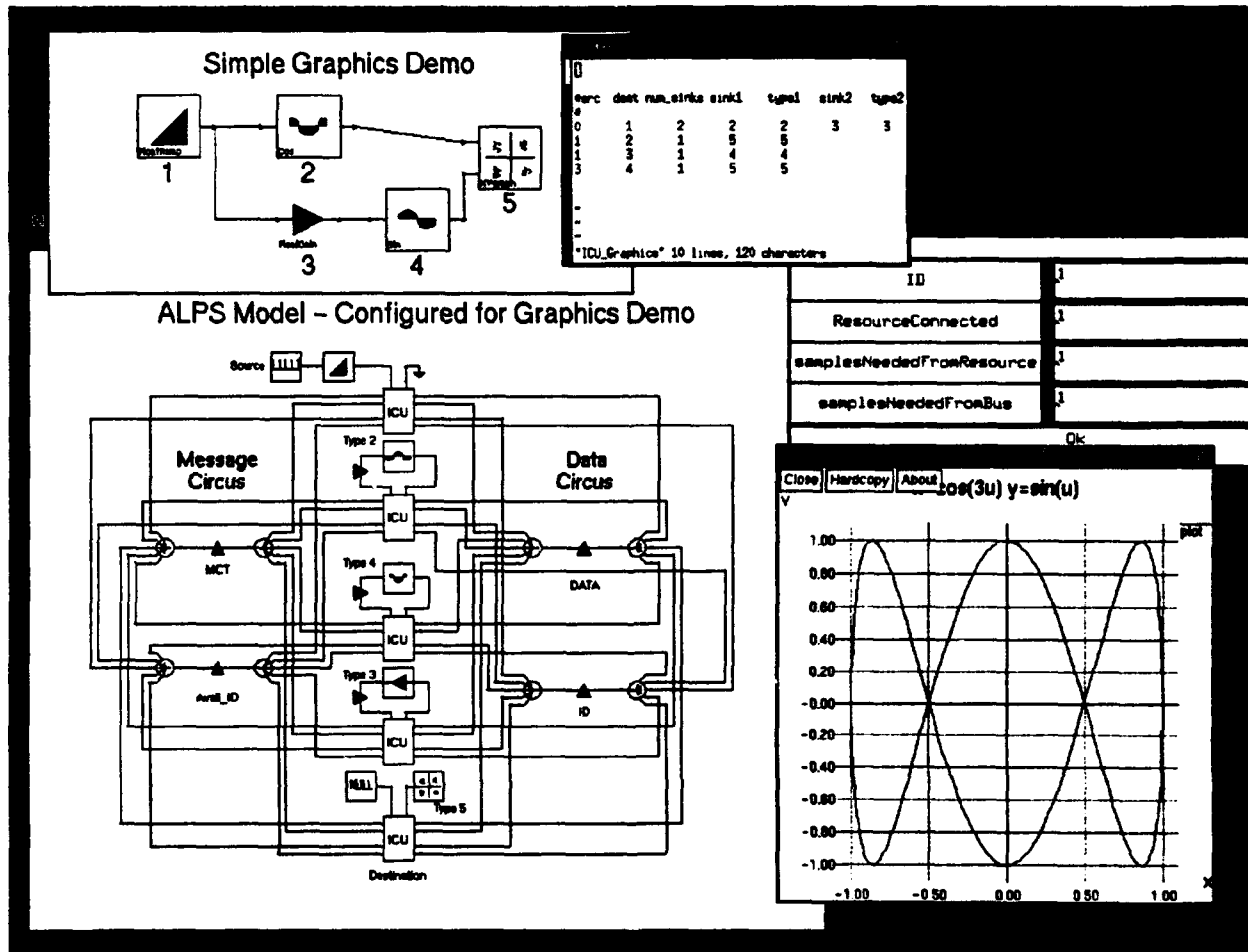 Simple Graphics Demo
1
2
5
3
4
src dest num_sinks sink1 type1 sink2 type2
#
0 1 2 2 2 3 3
1 2 1 5 5
1 3 1 4 4
3 4 1 5 5
~
~
~
"ICU_Graphics" 10 lines, 120 characters
ID 1
ResourceConnected 1
samplesNeededFromResource 1
samplesNeededFromBus 1
Ok
ALPS Model – Configured for Graphics Demo
Source
ICU
Type 2
Message Circus
Data Circus
ICU
MCT
Type 4
DATA
ICU
Avail_ID
Type 3
ID
ICU
NULL
Type 5
ICU
Destination
Close Hardcopy About
cos(3u) y=sin(u)
Y
plot
1.00
0.80
0.60
0.40
0.20
-0.00
-0.20
-0.40
-0.60
-0.80
-1.00
X
-1.00 -0.50 0.00 0.50 1.00